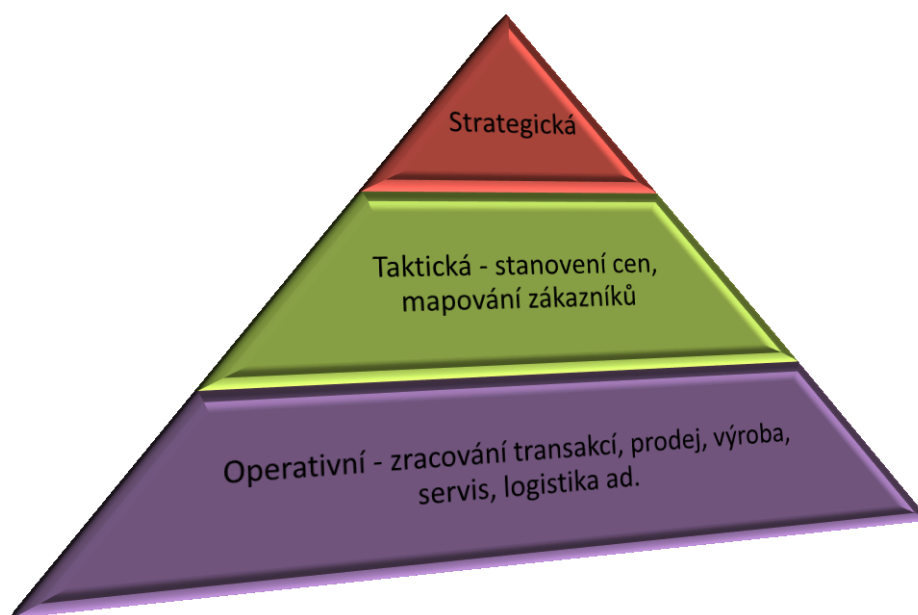 Strategická
Taktická - stanovení cen,
mapování zákazníků
Operativní - zracování transakcí, prodej, výroba,
servis, logistika ad.